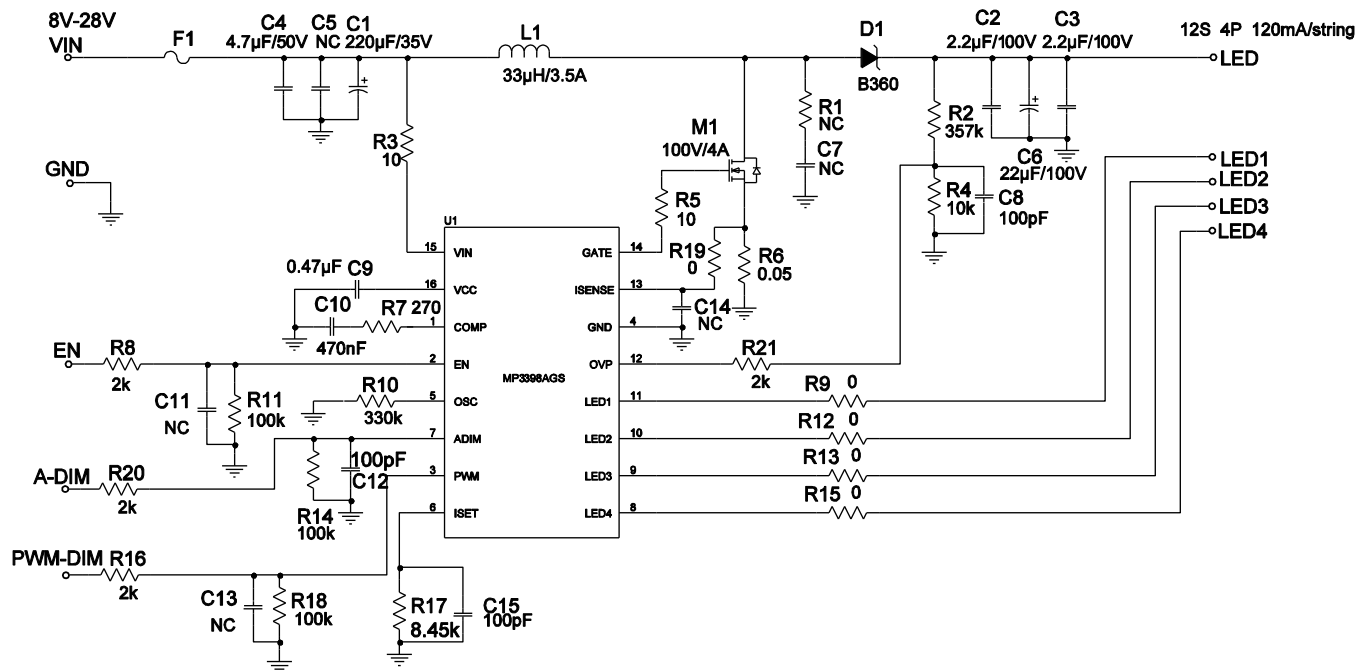 8V-28V
VIN
F1
C4
4.7µF/50V
C5
NC
C1
220µF/35V
L1
33µH/3.5A
D1
B360
C2
2.2µF/100V
C3
2.2µF/100V
12S 4P 120mA/string
LED
R3
10
M1
100V/4A
R1
NC
C7
NC
R2
357k
C6
22µF/100V
GND
R5
10
R4
10k
C8
100pF
LED1
LED2
LED3
LED4
U1
15
VIN
GATE
14
R19
0
R6
0.05
0.47µF
C9
16
VCC
ISENSE
13
C14
NC
C10
470nF
R7 270
1
COMP
GND
4
EN
R8
2k
2
EN
OVP
12
R21
2k
MP3398AGS
C11
NC
R11
100k
R10
330k
5
OSC
LED1
11
R9
0
7
ADIM
LED2
10
R12
0
A-DIM
R20
2k
100pF
C12
R14
100k
3
PWM
LED3
9
R13
0
6
ISET
LED4
8
R15
0
PWM-DIM
R16
2k
C13
NC
R18
100k
R17
8.45k
C15
100pF